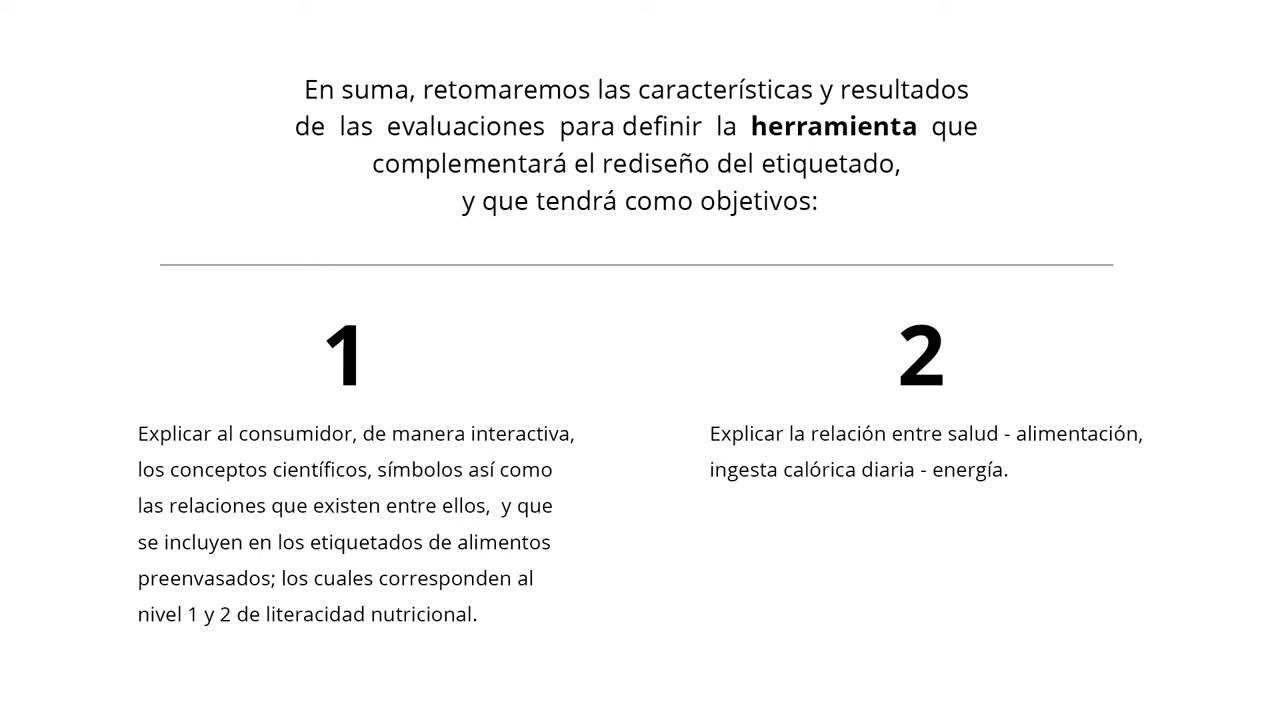 En suma, retomaremos las características y resultados
de las evaluaciones para definir la herramienta que
complementará el rediseño del etiquetado,
y que tendrá como objetivos:
1
Explicar al consumidor, de manera interactiva,
los conceptos científicos, símbolos así como
las relaciones que existen entre ellos, y que
se incluyen en los etiquetados de alimentos
preenvasados; los cuales corresponden al
nivel 1 y 2 de literacidad nutricional.
2
Explicar la relación entre salud - alimentación,
ingesta calórica diaria - energía.